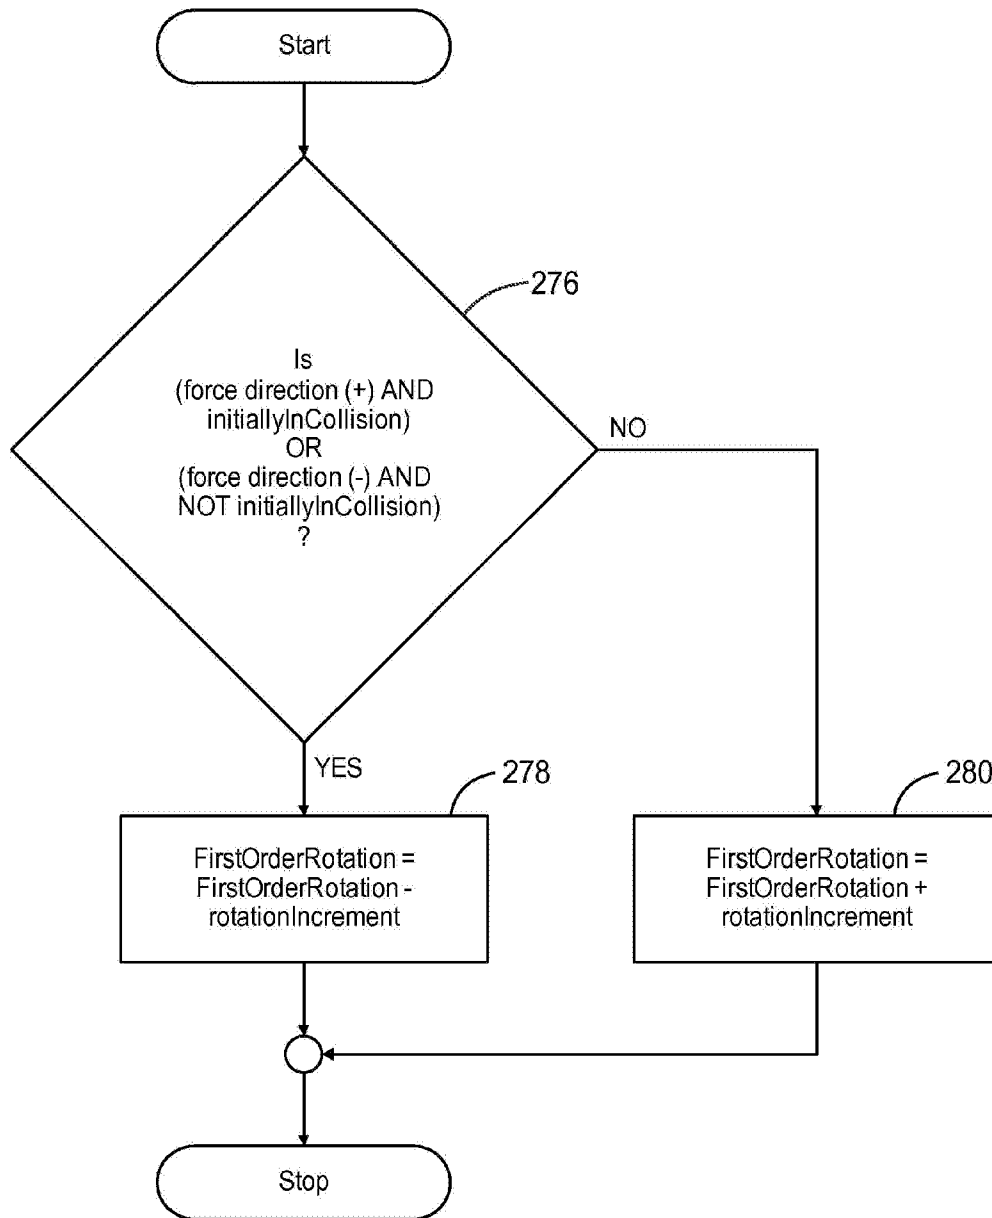 Start
276
Is
(force direction (+) AND
initiallyInCollision)
OR
(force direction (-) AND
NOT initiallyInCollision)
?
NO
YES
278
280
FirstOrderRotation =
FirstOrderRotation -
rotationIncrement
FirstOrderRotation =
FirstOrderRotation +
rotationIncrement
Stop